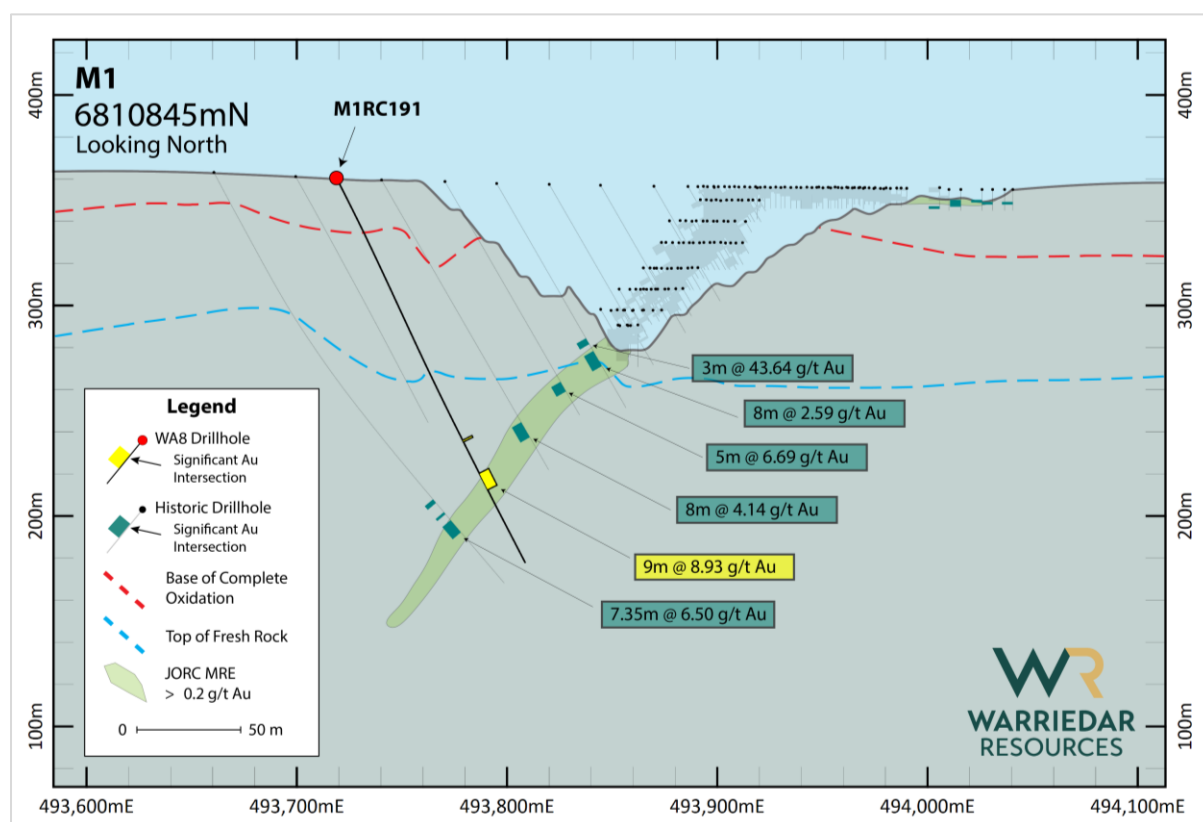 M1
6810845mN
Looking North
M1RC191
400m
300m
200m
100m
400m
300m
200m
100m
3m @ 43.64 g/t Au
8m @ 2.59 g/t Au
5m @ 6.69 g/t Au
8m @ 4.14 g/t Au
9m @ 8.93 g/t Au
7.35m @ 6.50 g/t Au
Legend
WA8 Drillhole
Significant Au
Intersection
Historic Drillhole
Significant Au
Intersection
Base of Complete
Oxidation
Top of Fresh Rock
JORC MRE
> 0.2 g/t Au
0 50 m
WR
WARRIEDAR
RESOURCES
493,600mE 493,700mE 493,800mE 493,900mE 494,000mE 494,100mE